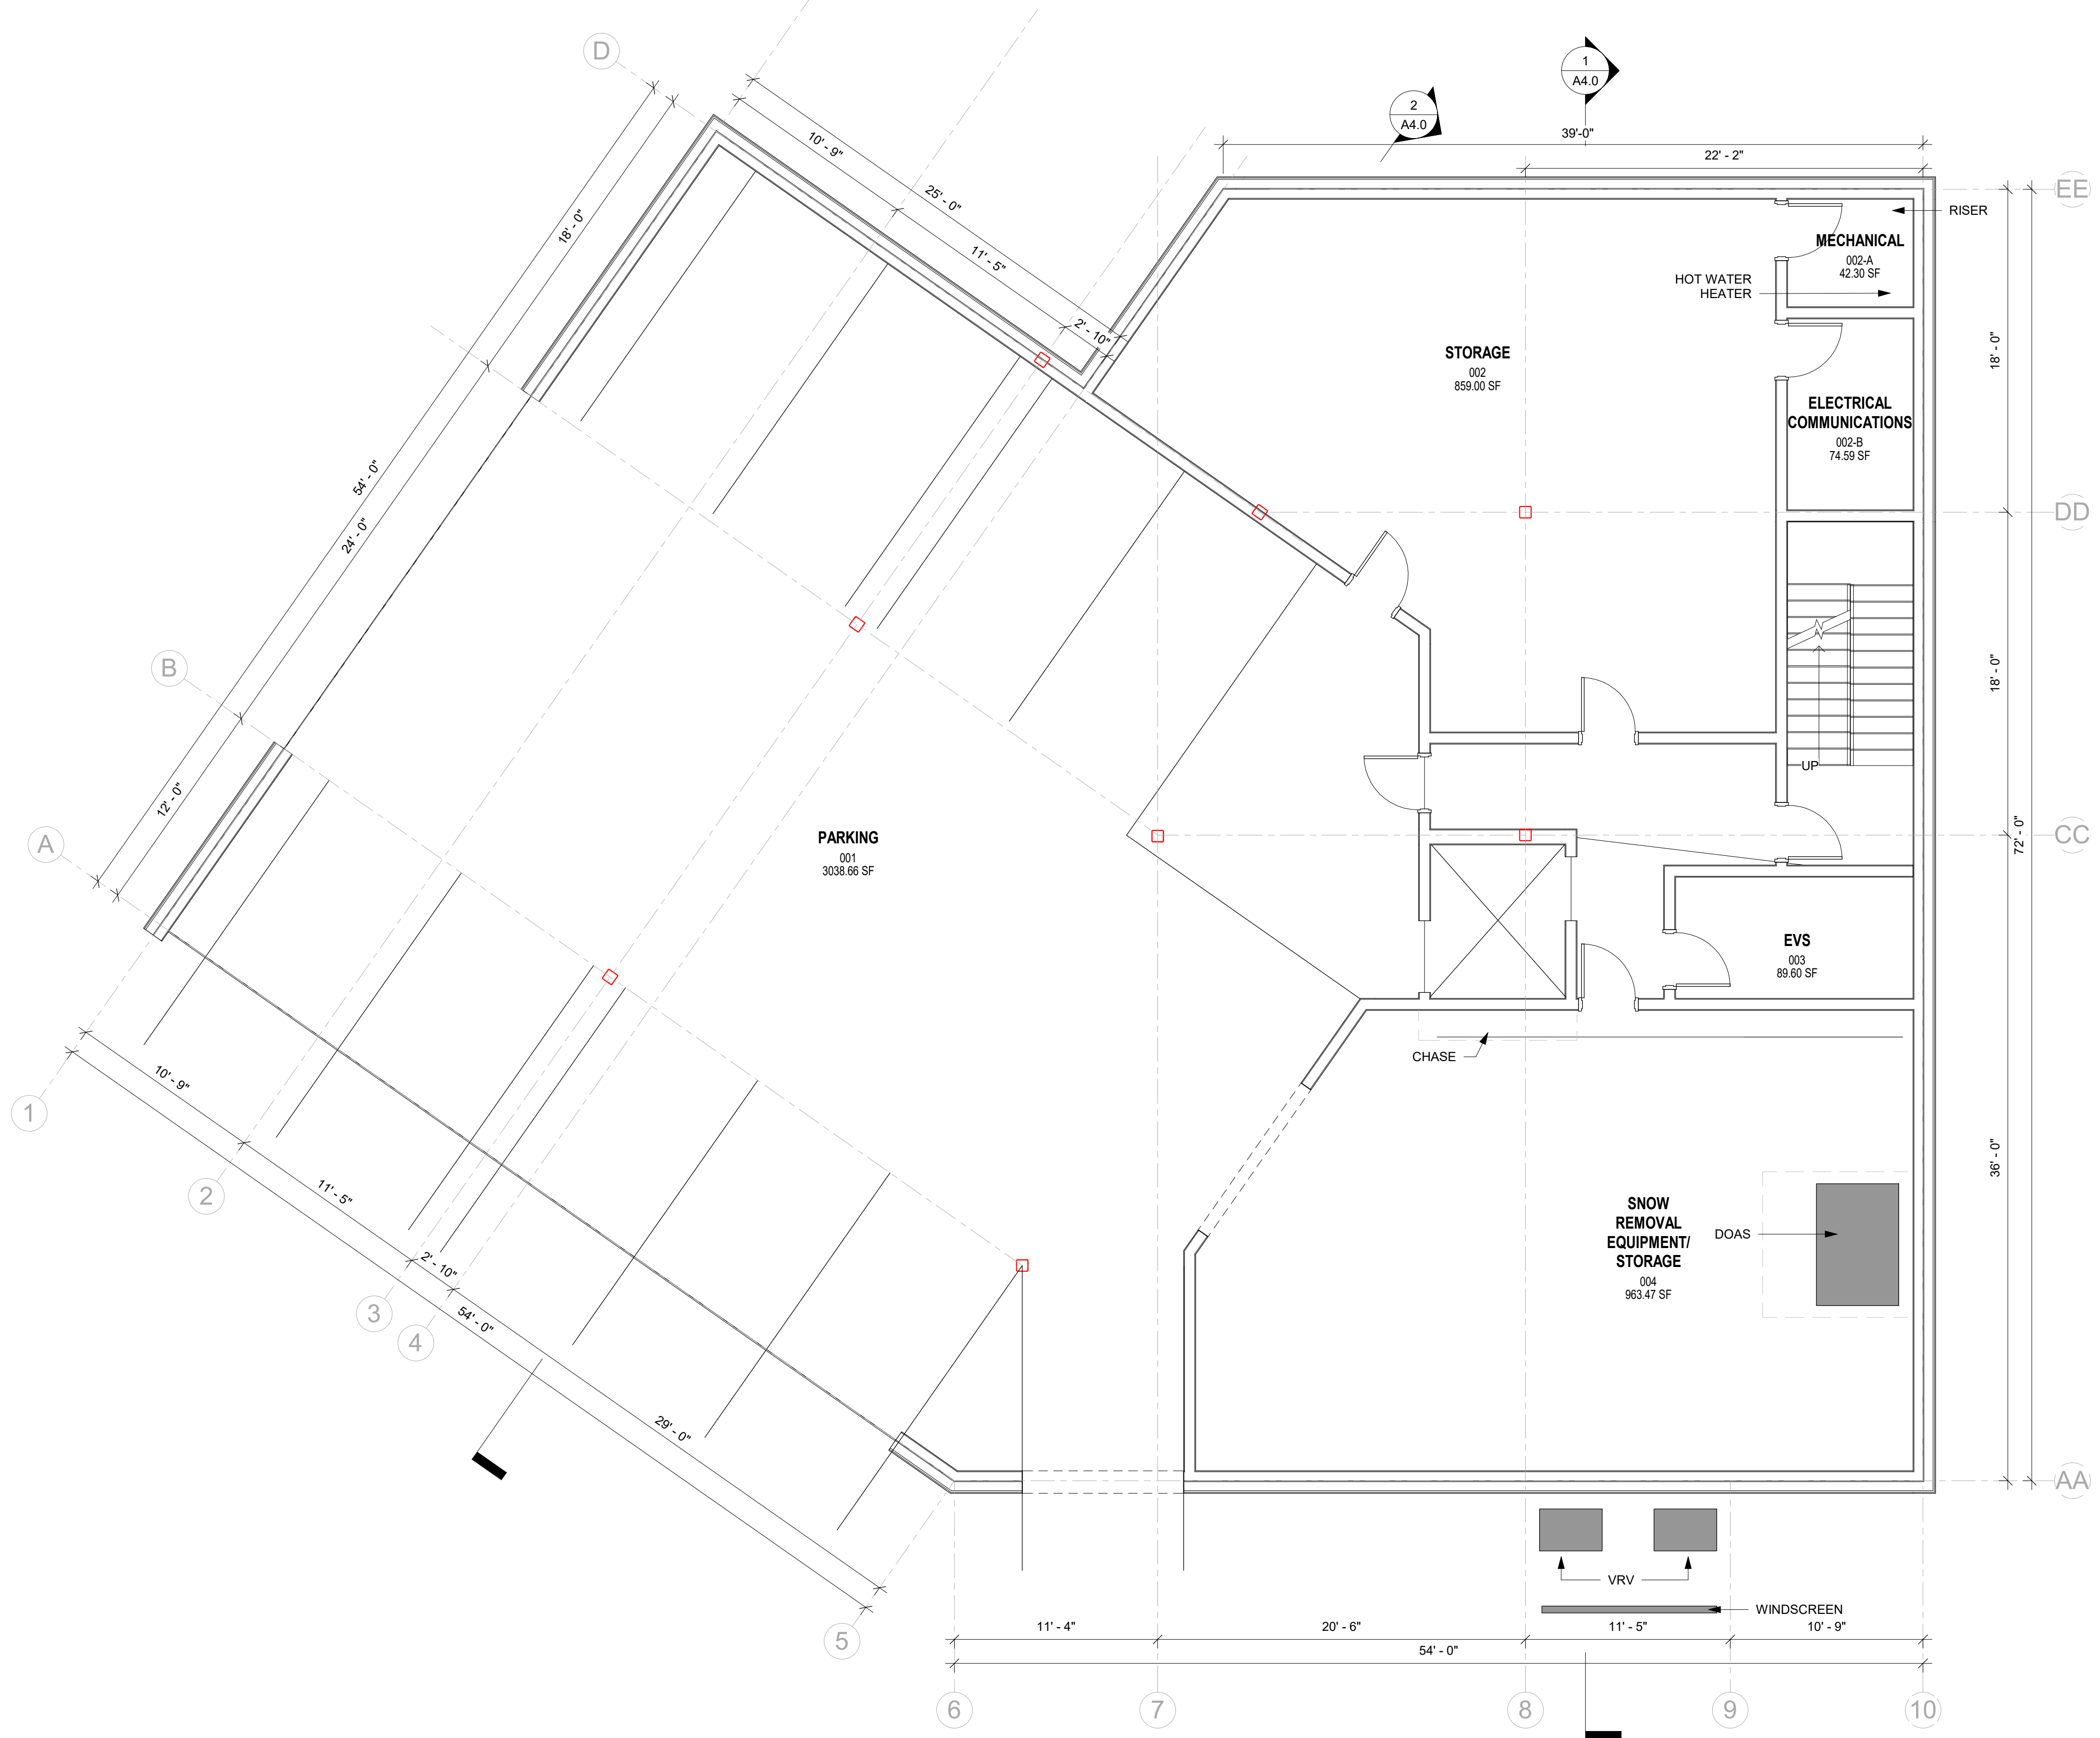 D
1
A4.0
2
A4.0
39'-0"
22' - 2"
10' - 9"
25' - 0"
11' - 5"
2' - 10"
18' - 0"
EE
RISER
MECHANICAL
002-A
42.30 SF
HOT WATER
HEATER
STORAGE
002
859.00 SF
18' - 0"
ELECTRICAL
COMMUNICATIONS
002-B
74.59 SF
54' - 0"
24' - 0"
DD
B
18' - 0"
UP
12' - 0"
A
PARKING
001
3038.66 SF
72' - 0"
CC
EVS
003
89.60 SF
CHASE
10' - 9"
1
2
11' - 5"
36' - 0"
SNOW
REMOVAL
EQUIPMENT/
STORAGE
004
963.47 SF
DOAS
2' - 10"
3
4
54' - 0"
29' - 0"
AA
VRV
WINDSCREEN
5
11' - 4"
20' - 6"
11' - 5"
10' - 9"
54' - 0"
6
7
8
9
10